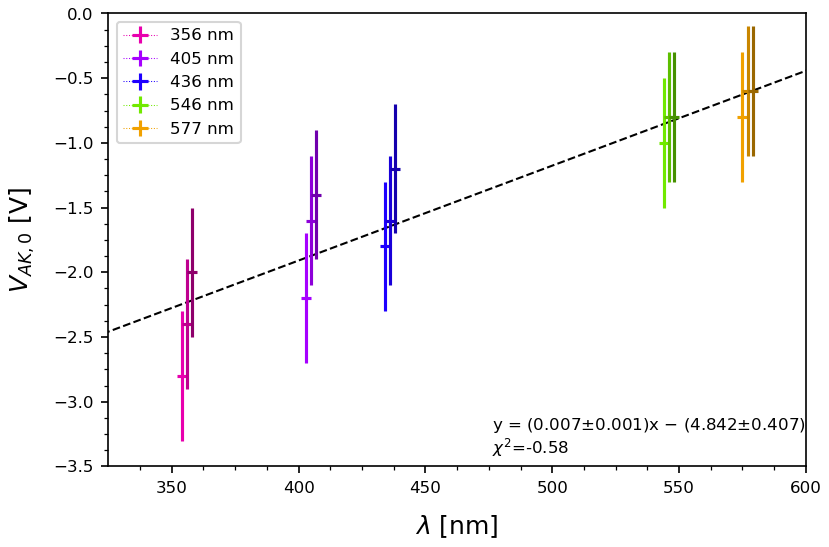 0.0
−0.5
−1.0
−1.5
−2.0
−2.5
−3.0
−3.5
V_{AK, 0} [V]
356 nm
405 nm
436 nm
546 nm
577 nm
y = (0.007±0.001)x − (4.842±0.407)
χ²=-0.58
350 400 450 500 550 600
λ [nm]